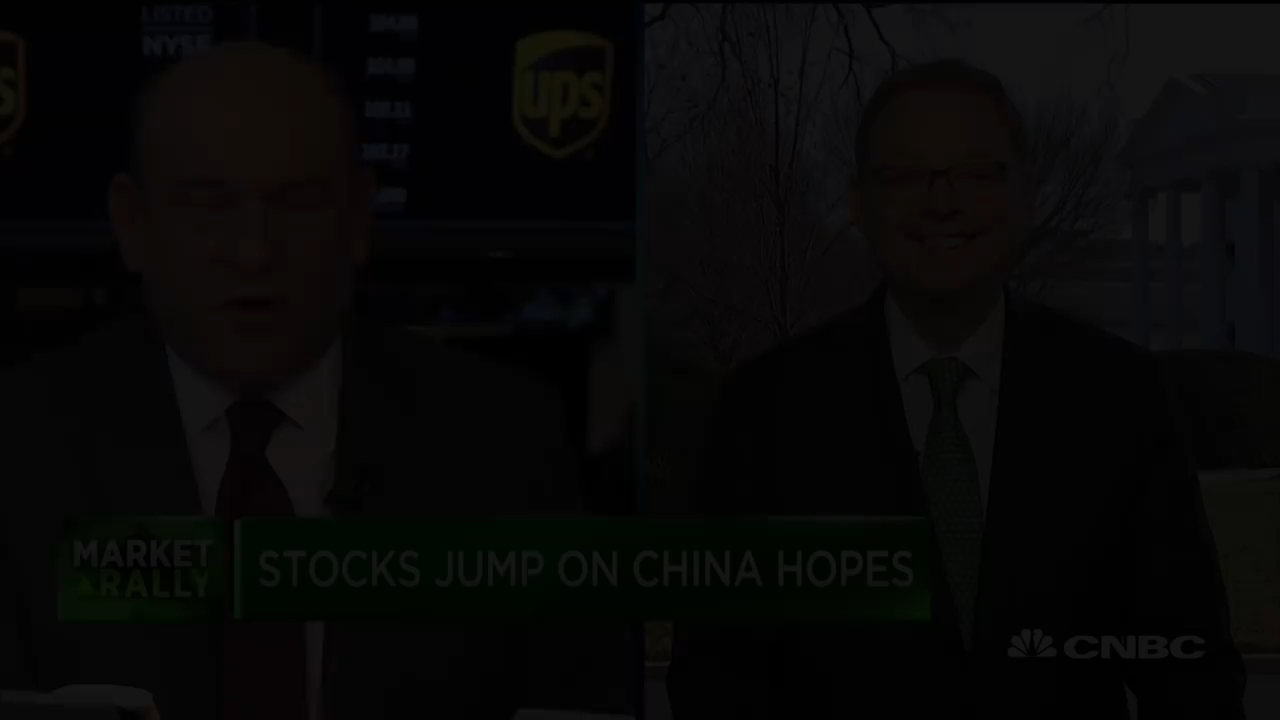 LISTED
NYSE
ups
MARKET
RALLY
STOCKS JUMP ON CHINA HOPES
CNBC